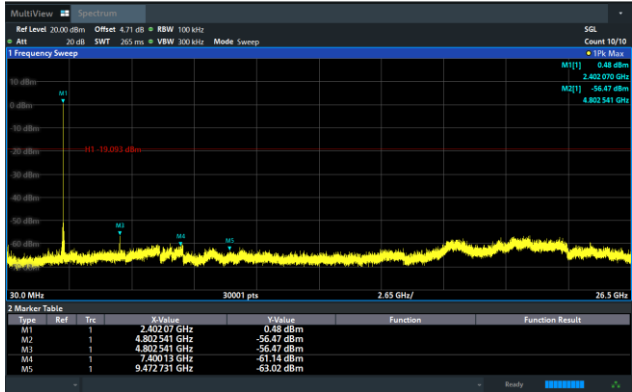 MultiView Spectrum
Ref Level 20.00 dBm Offset 4.71 dB RBW 100 kHz SGL
Att 20 dB SWT 265 ms VBW 300 kHz Mode Sweep Count 10/10
1 Frequency Sweep 1Pk Max
M1[1] 0.48 dBm
2.402 070 GHz
M2[1] -56.47 dBm
4.802 541 GHz
10 dBm
M1
0 dBm
-10 dBm
H1 -19.093 dBm
-20 dBm
-30 dBm
-40 dBm
-50 dBm
M3
M4
M5
-60 dBm
30.0 MHz 30001 pts 2.65 GHz/ 26.5 GHz
2 Marker Table
Type Ref Trc X-Value Y-Value Function Function Result
M1 1 2.402 07 GHz 0.48 dBm
M2 1 4.802 541 GHz -56.47 dBm
M3 1 4.802 541 GHz -56.47 dBm
M4 1 7.400 13 GHz -61.14 dBm
M5 1 9.472 731 GHz -63.02 dBm
Ready